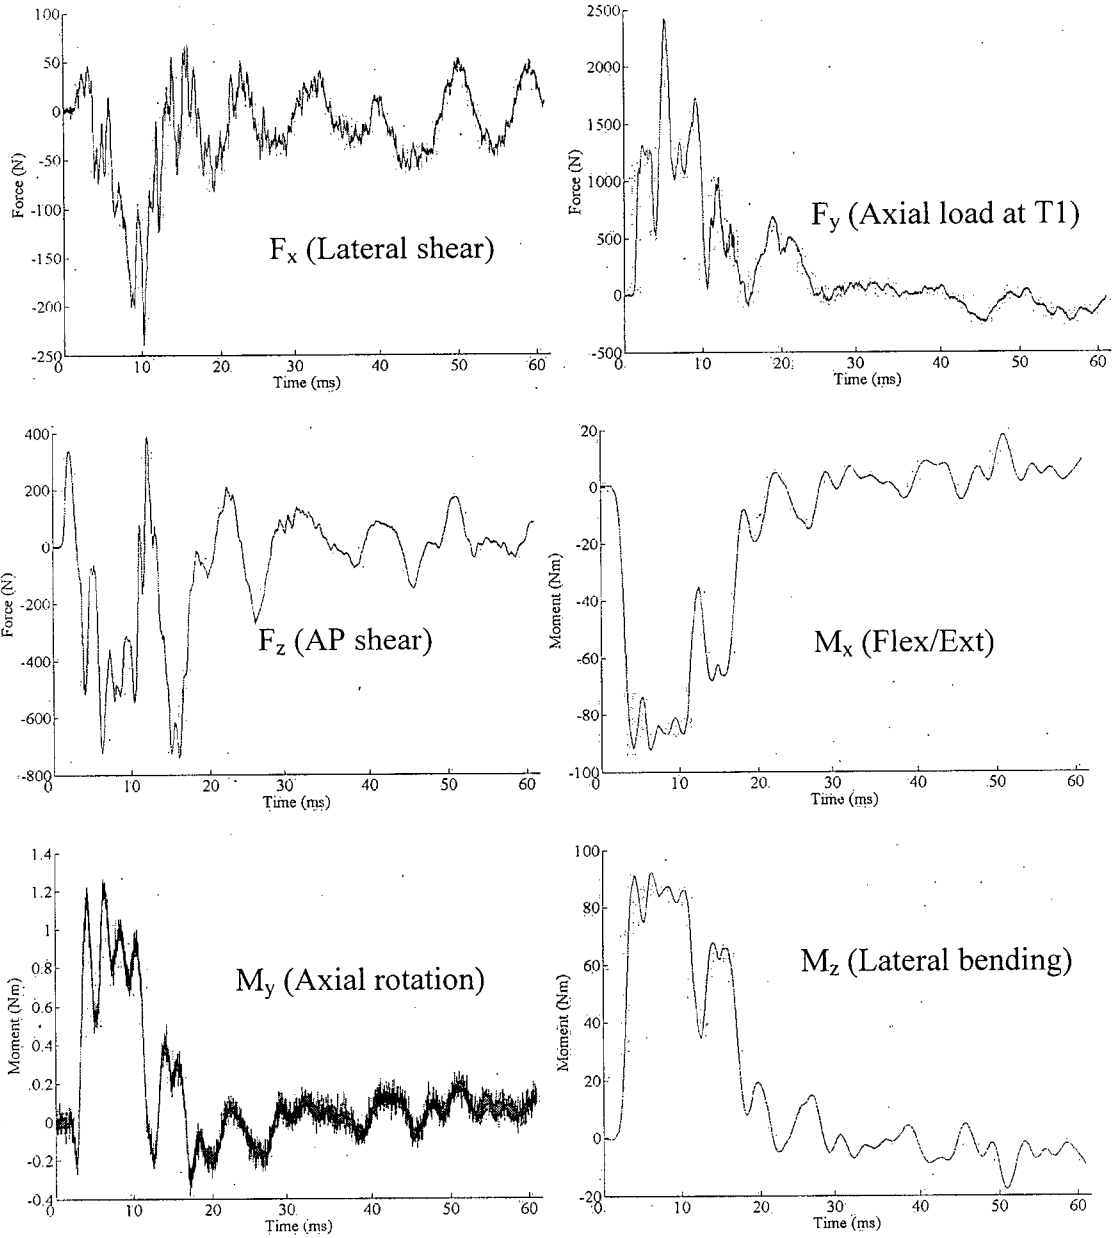 100
50
0
-50
-100
-150
-200
-250
Force (N)
F_x (Lateral shear)
0 10 20 30 40 50 60
Time (ms)
2500
2000
1500
1000
500
0
-500
Force (N)
F_y (Axial load at T1)
0 10 20 30 40 50 60
Time (ms)
400
200
0
-200
-400
-600
-800
Force (N)
F_z (AP shear)
0 10 20 30 40 50 60
Time (ms)
20
0
-20
-40
-60
-80
-100
Moment (Nm)
M_x (Flex/Ext)
0 10 20 30 40 50 60
Time (ms)
1.4
1.2
1
0.8
0.6
0.4
0.2
0
-0.2
-0.4
Moment (Nm)
M_y (Axial rotation)
0 10 20 30 40 50 60
Time (ms)
100
80
60
40
20
0
-20
Moment (Nm)
M_z (Lateral bending)
0 10 20 30 40 50 60
Time (ms)